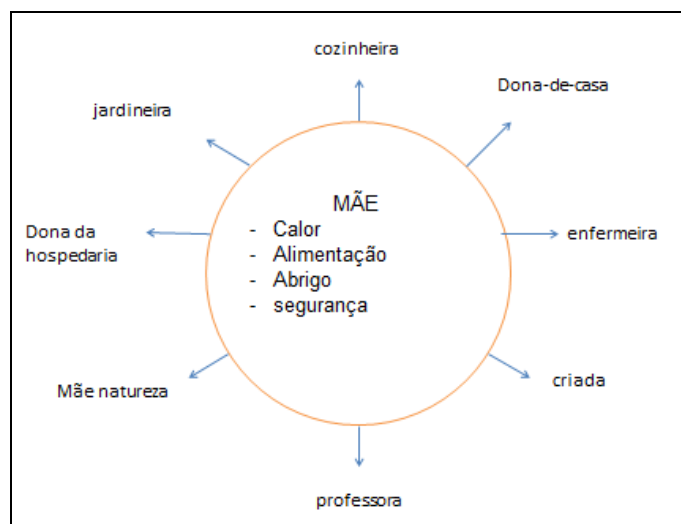 cozinheira
Dona-de-casa
jardineira
MÃE
- Calor
- Alimentação
- Abrigo
- segurança
Dona da
hospedaria
enfermeira
Mãe natureza
criada
professora